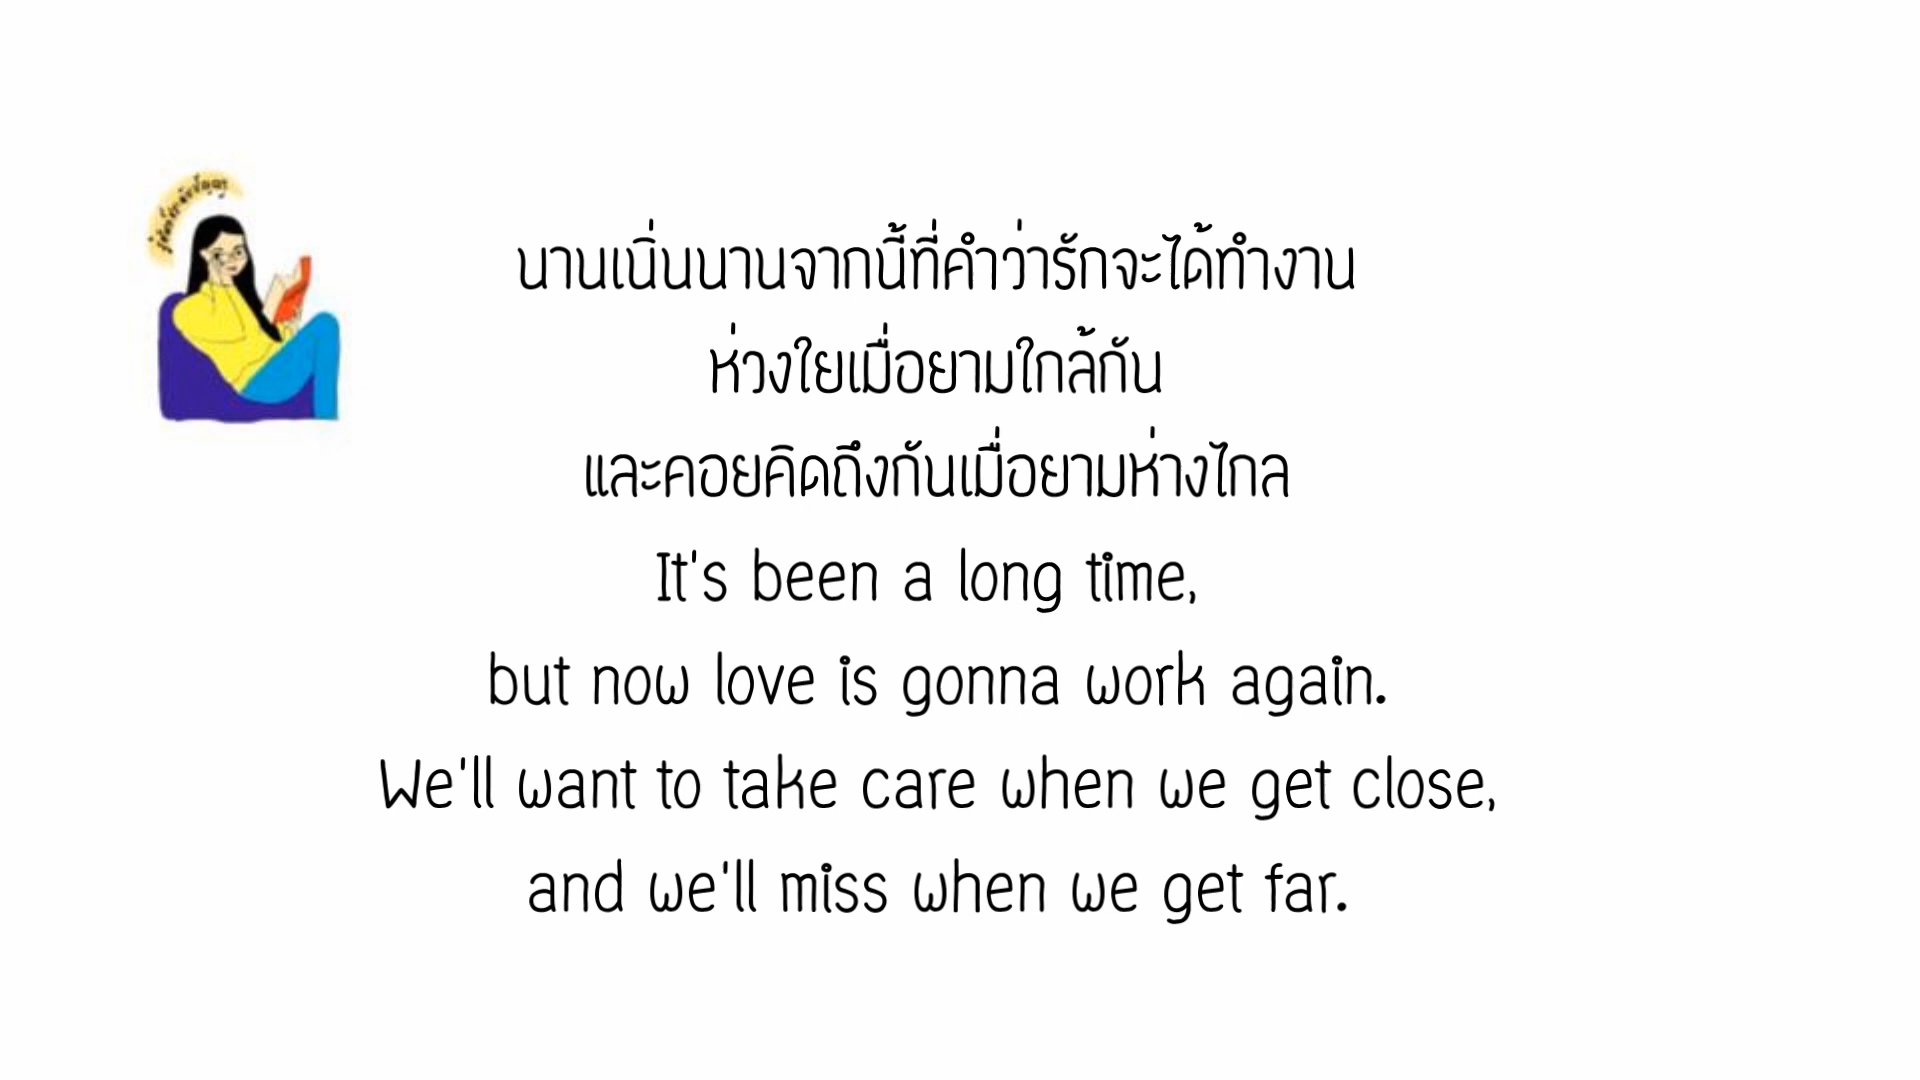 นานเนิ่นนานจากนี้ที่คำว่ารักจะได้ทำงาน
ห่วงใยเมื่อยามใกล้กัน
และคอยคิดถึงกันเมื่อยามห่างไกล
It's been a long time,
but now love is gonna work again.
We'll want to take care when we get close,
and we'll miss when we get far.